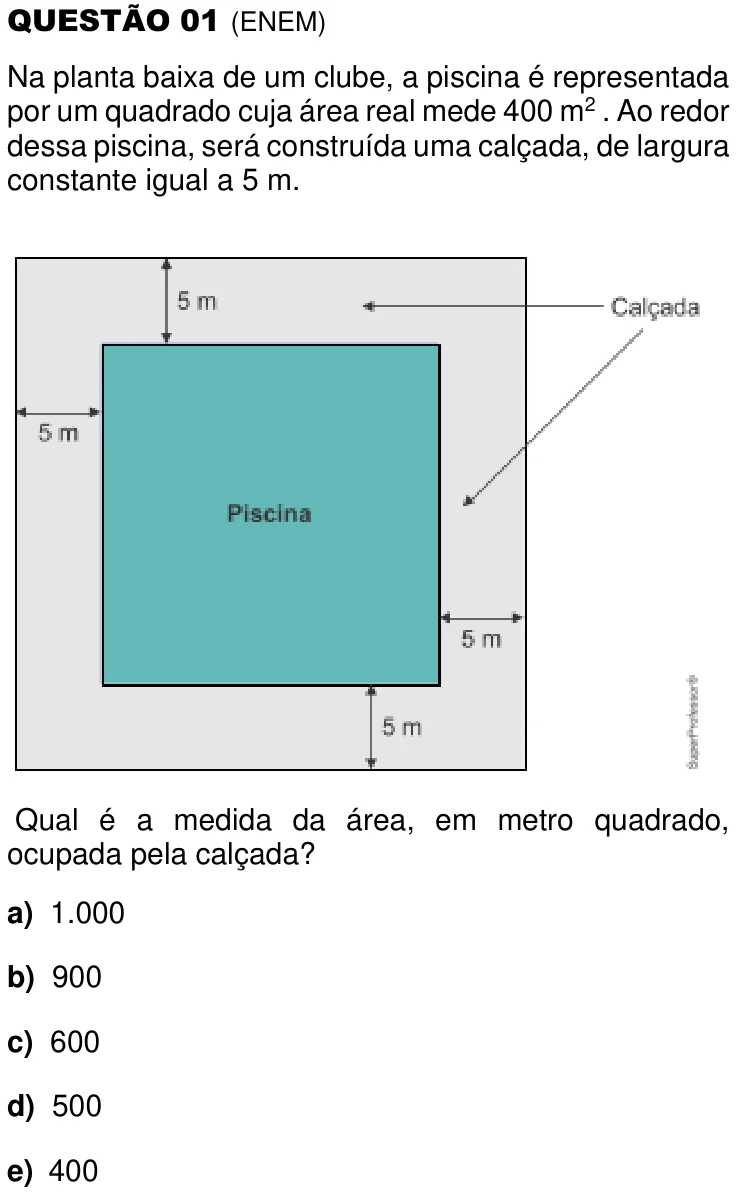 QUESTÃO 01 (ENEM)
Na planta baixa de um clube, a piscina é representada
por um quadrado cuja área real mede 400 m² . Ao redor
dessa piscina, será construída uma calçada, de largura
constante igual a 5 m.
5 m
Calçada
5 m
Piscina
5 m
5 m
SuperProfessor®
Qual é a medida da área, em metro quadrado,
ocupada pela calçada?
a) 1.000
b) 900
c) 600
d) 500
e) 400